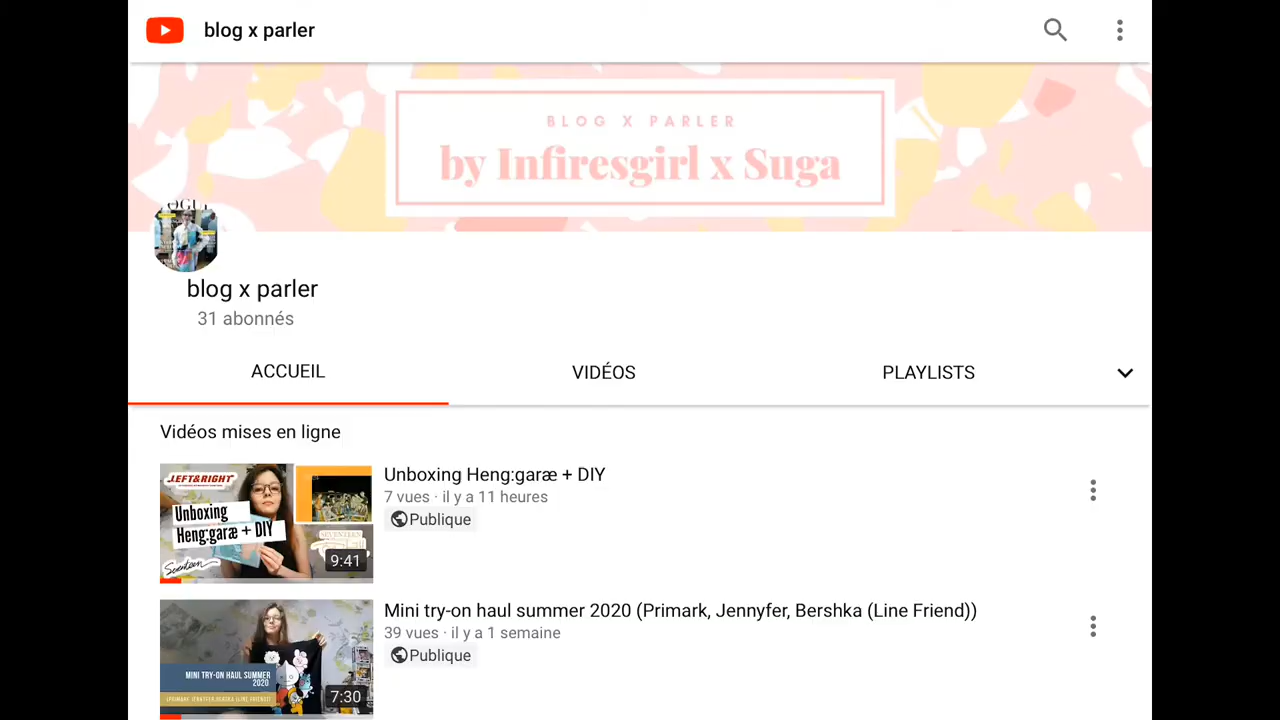 blog x parler
BLOG X PARLER
by Infiresgirl x Suga
blog x parler
31 abonnés
ACCUEIL
VIDÉOS
PLAYLISTS
Vidéos mises en ligne
LEFT&RIGHT
Unboxing
Heng:garæ + DIY
Seventeen
SEVENTEEN
9:41
Unboxing Heng:garæ + DIY
7 vues · il y a 11 heures
Publique
MINI TRY-ON HAUL SUMMER
2020
7:30
Mini try-on haul summer 2020 (Primark, Jennyfer, Bershka (Line Friend))
39 vues · il y a 1 semaine
Publique